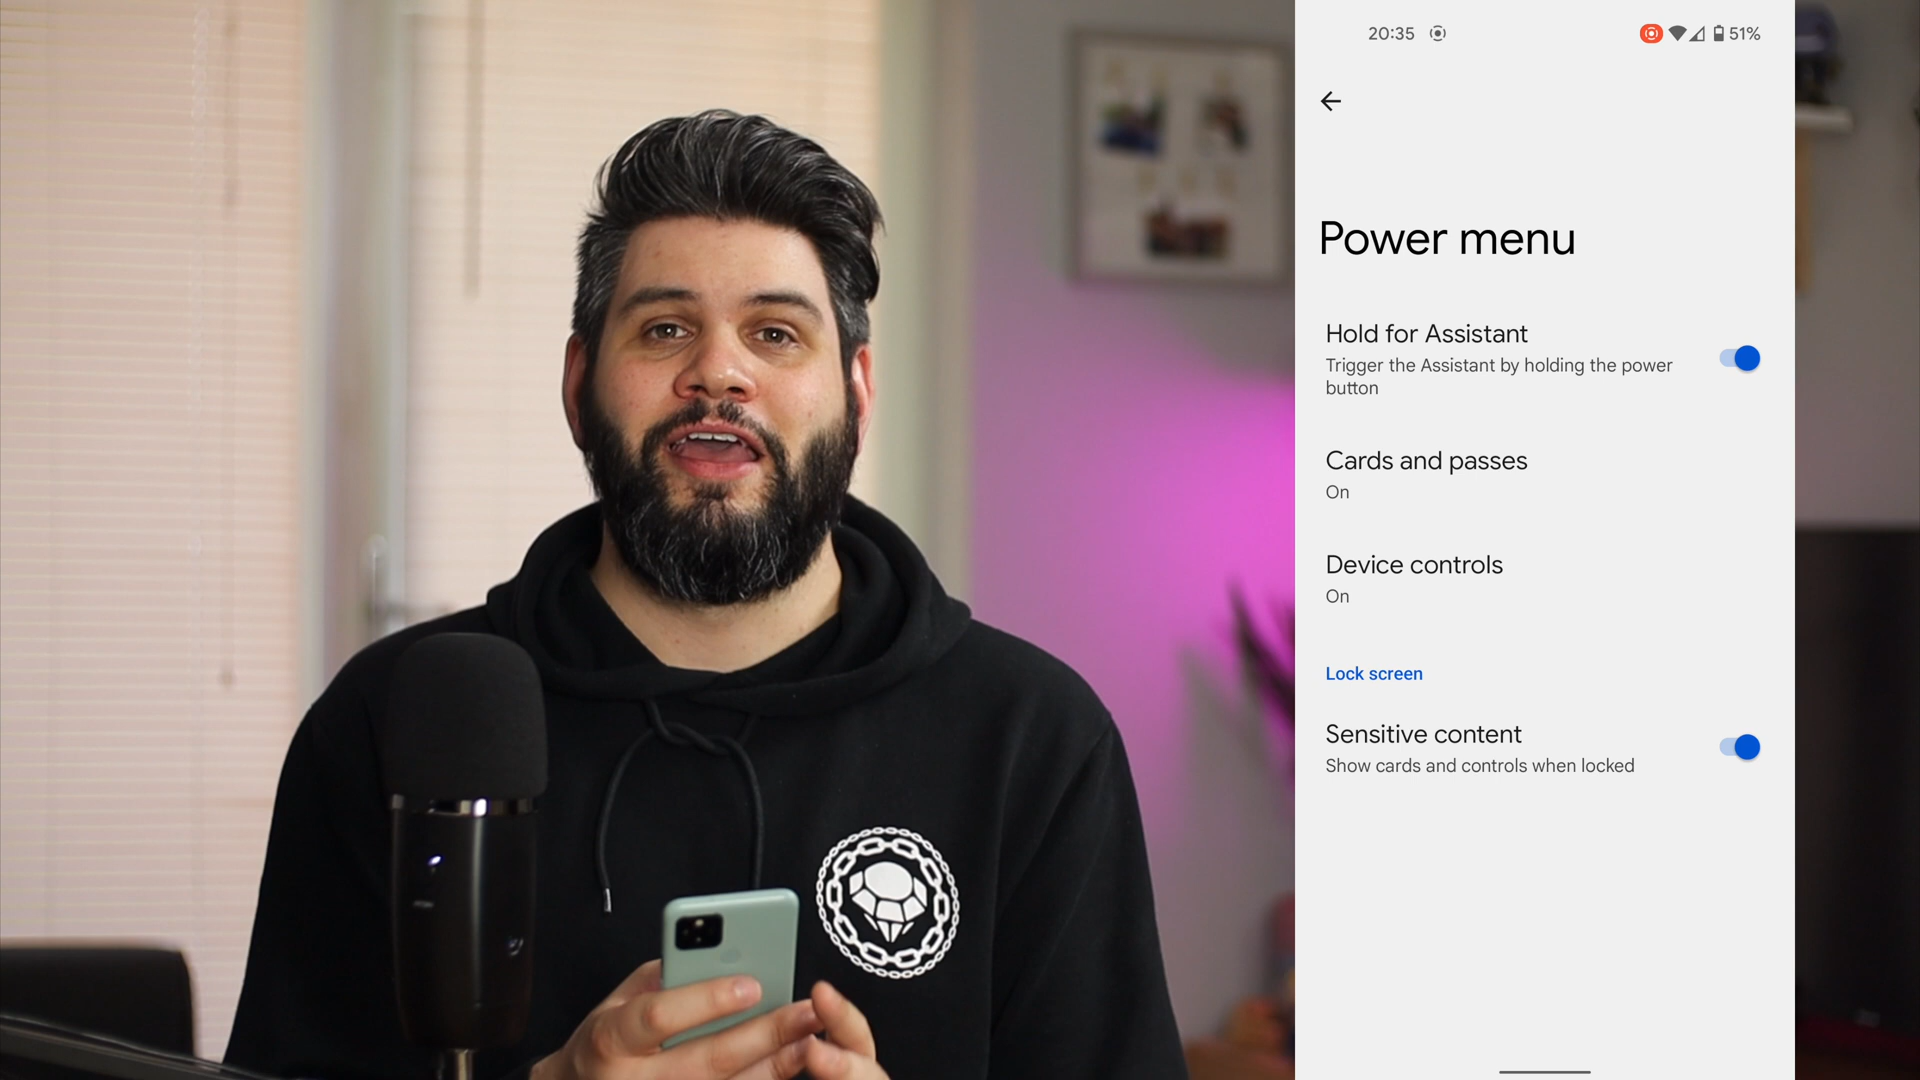 20:35
51%
Power menu
Hold for Assistant
Trigger the Assistant by holding the power
button
Cards and passes
On
Device controls
On
Lock screen
Sensitive content
Show cards and controls when locked